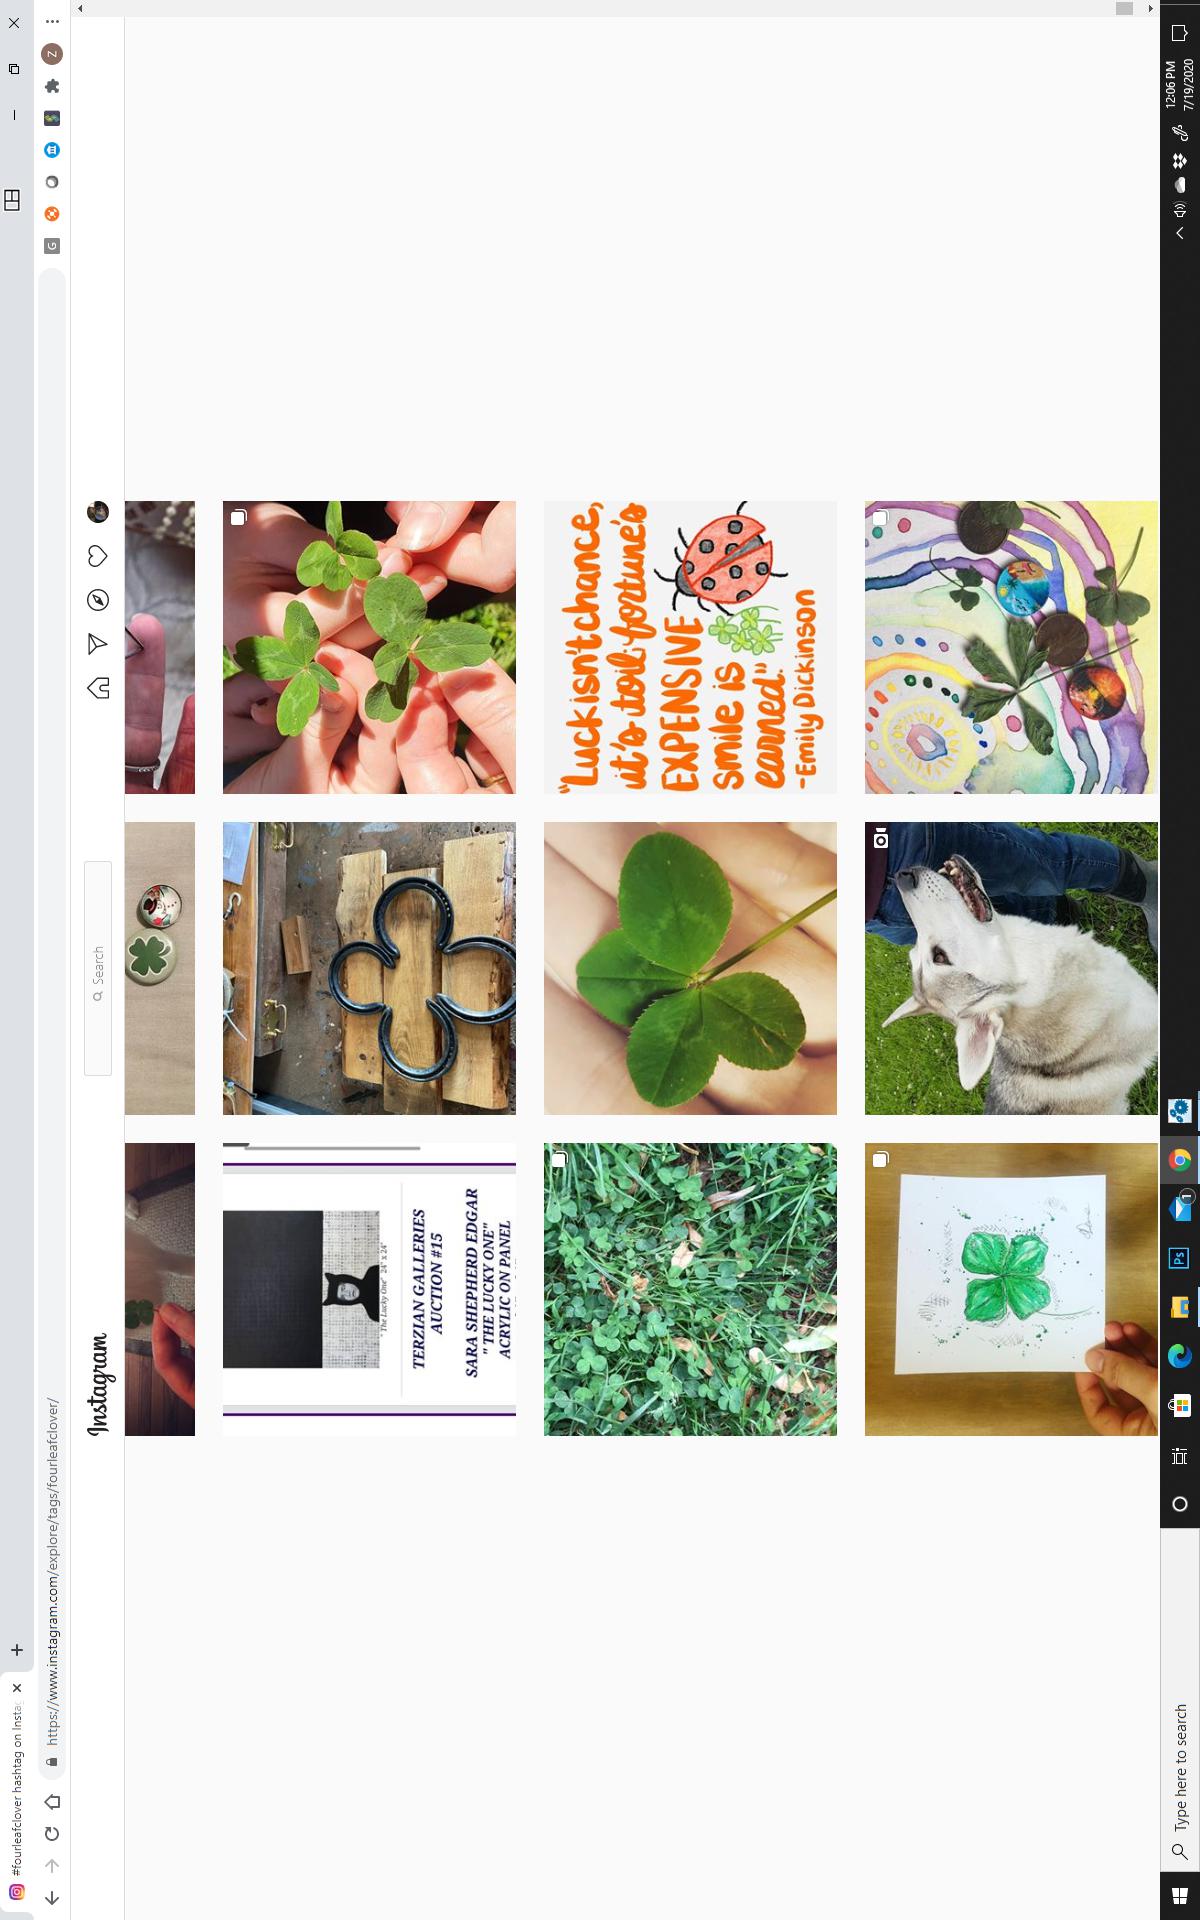 #fourleafclover hashtag on Insta
https://www.instagram.com/explore/tags/fourleafclover/
G
Z
Instagram
Search
"The Lucky One" 24" x 24"
TERZIAN GALLERIES
AUCTION #15
SARA SHEPHERD EDGAR
" THE LUCKY ONE"
ACRYLIC ON PANEL
"Luck isn't chance,
it's toil, fortune's
EXPENSIVE
smile is
earned."
-Emily Dickinson
Type here to search
Ps
1
12:06 PM
7/19/2020